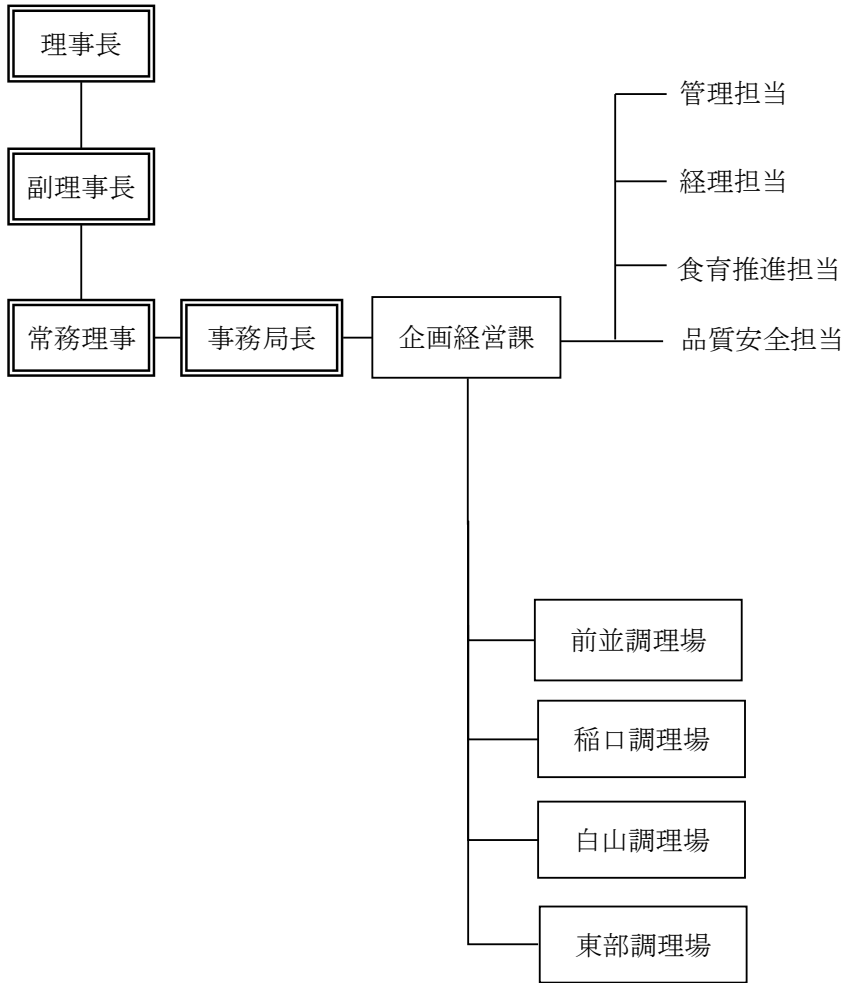 理事長
副理事長
常務理事
事務局長
企画経営課
管理担当
経理担当
食育推進担当
品質安全担当
前並調理場
稲口調理場
白山調理場
東部調理場